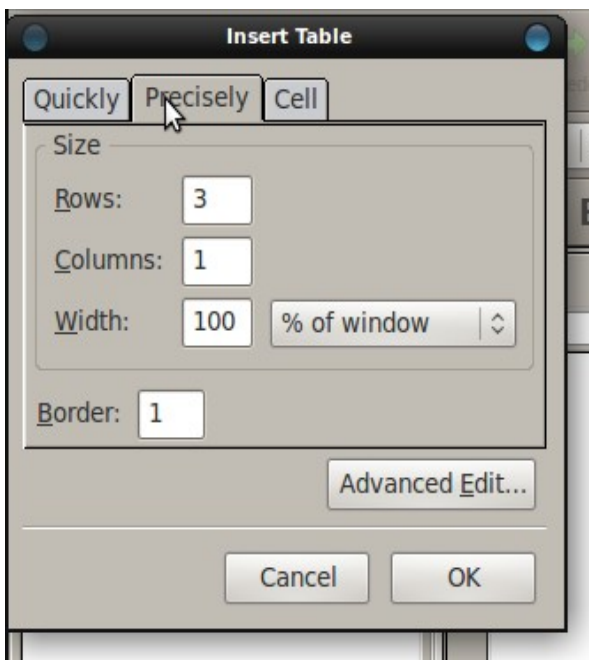 Insert Table
Quickly Precisely Cell
Size
Rows: 3
Columns: 1
Width: 100 % of window
Border: 1
Advanced Edit...
Cancel OK